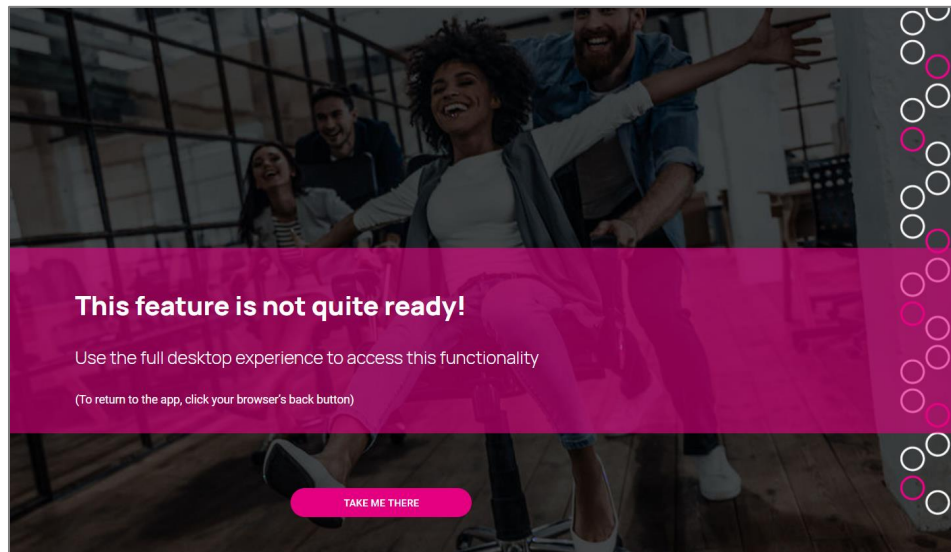 This feature is not quite ready!
Use the full desktop experience to access this functionality
(To return to the app, click your browser's back button)
TAKE ME THERE